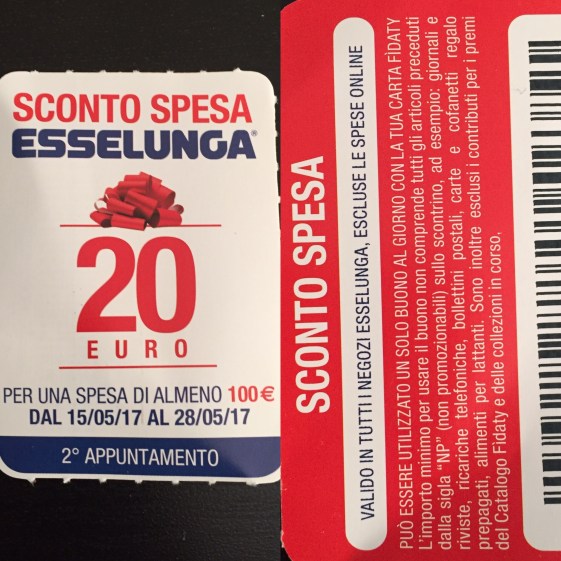 SCONTO SPESA
ESSELUNGA®
20
EURO
PER UNA SPESA DI ALMENO 100€
DAL 15/05/17 AL 28/05/17
2° APPUNTAMENTO
SCONTO SPESA
VALIDO IN TUTTI I NEGOZI ESSELUNGA, ESCLUSE LE SPESE ONLINE
PUÒ ESSERE UTILIZZATO UN SOLO BUONO AL GIORNO CON LA TUA CARTA FIDATY
L'importo minimo per usare il buono non comprende tutti gli articoli preceduti
dalla sigla "NP" (non promozionabili) sullo scontrino, ad esempio: giornali e
riviste, ricariche telefoniche, bollettini postali, carte e cofanetti regalo
prepagati, alimenti per lattanti. Sono inoltre esclusi i contributi per i premi
del Catalogo Fidaty e delle collezioni in corso.